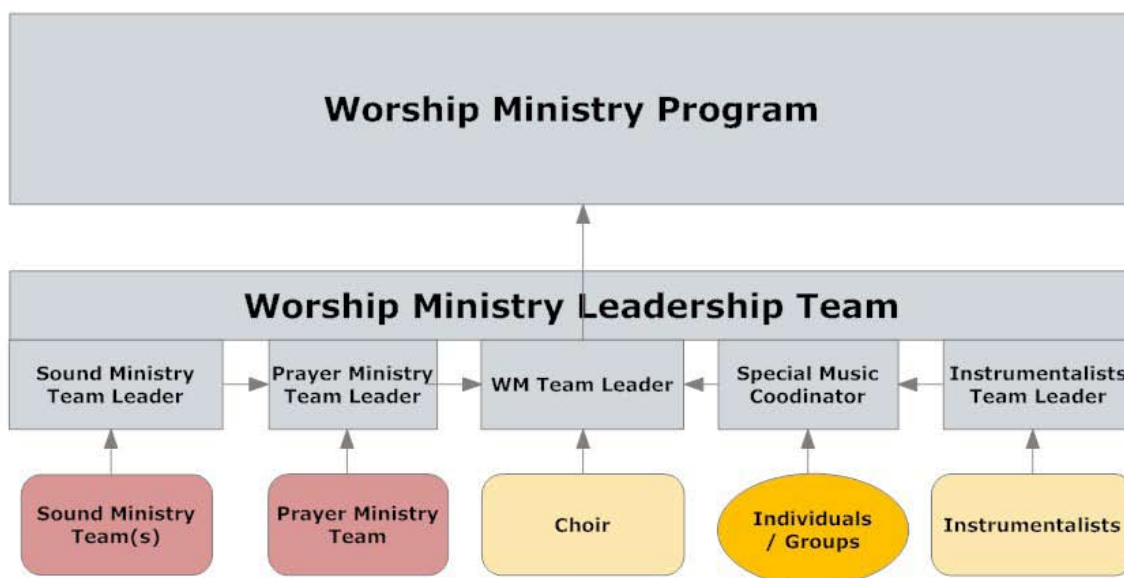 Worship Ministry Program
Worship Ministry Leadership Team
Sound Ministry
Team Leader
Prayer Ministry
Team Leader
WM Team Leader
Special Music
Coodinator
Instrumentalists
Team Leader
Sound Ministry
Team(s)
Prayer Ministry
Team
Choir
Individuals
/ Groups
Instrumentalists